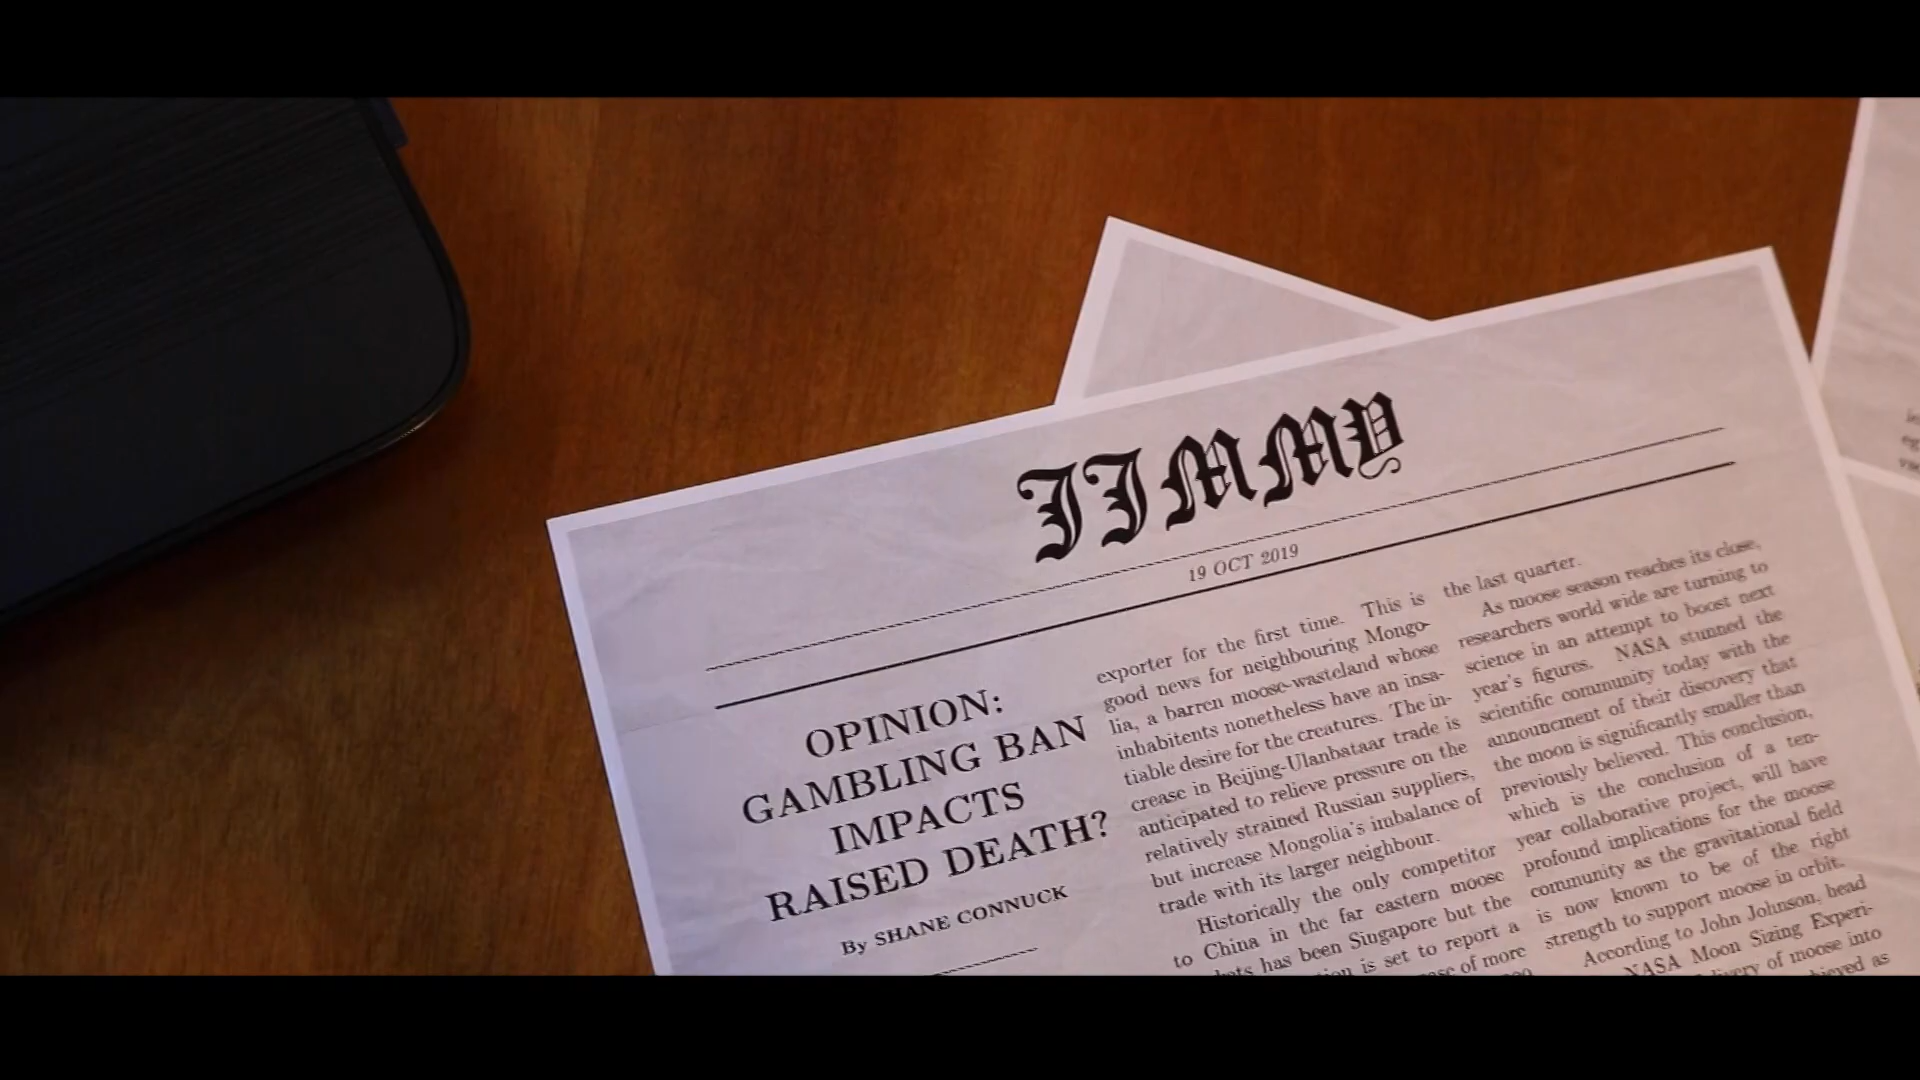 JIMMY
19 OCT 2019
OPINION:
GAMBLING BAN
IMPACTS
RAISED DEATH?
By SHANE CONNUCK
exporter for the first time. This is
good news for neighbouring Mongo-
lia, a barren moose-wasteland whose
inhabitents nonetheless have an insa-
tiable desire for the creatures. The in-
crease in Beijing-Ulanbataar trade is
anticipated to relieve pressure on the
relatively strained Russian suppliers,
but increase Mongolia's imbalance of
trade with its larger neighbour.
Historically the only competitor
to China in the far eastern moose
has been Singapore but the
is set to report a
of more
the last quarter.
As moose season reaches its close,
researchers world wide are turning to
science in an attempt to boost next
year's figures. NASA stunned the
scientific community today with the
announcment of their discovery that
the moon is significantly smaller than
previously believed. This conclusion,
which is the conclusion of a ten-
year collaborative project, will have
profound implications for the moose
community as the gravitational field
is now known to be of the right
strength to support moose in orbit.
According to John Johnson, head
NASA Moon Sizing Experi-
of moose into
as